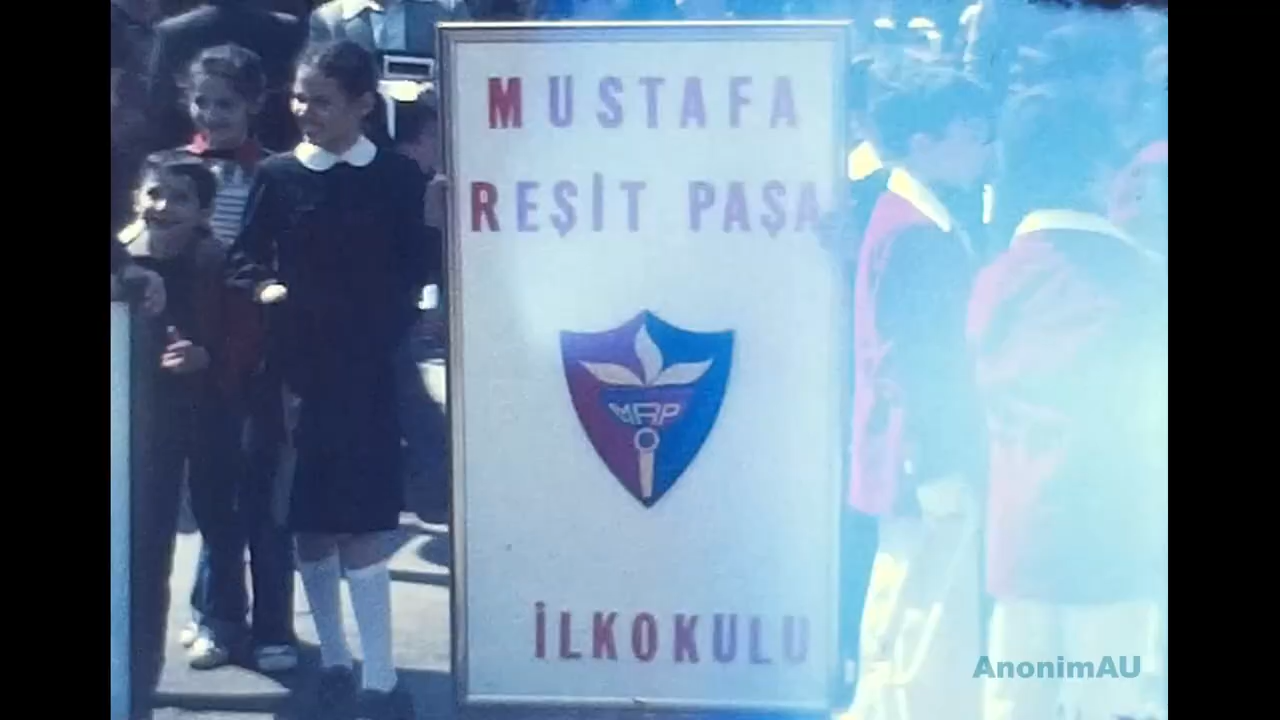 MUSTAFA
REŞİT PAŞA
MRP
İLKOKULU
AnonimAU